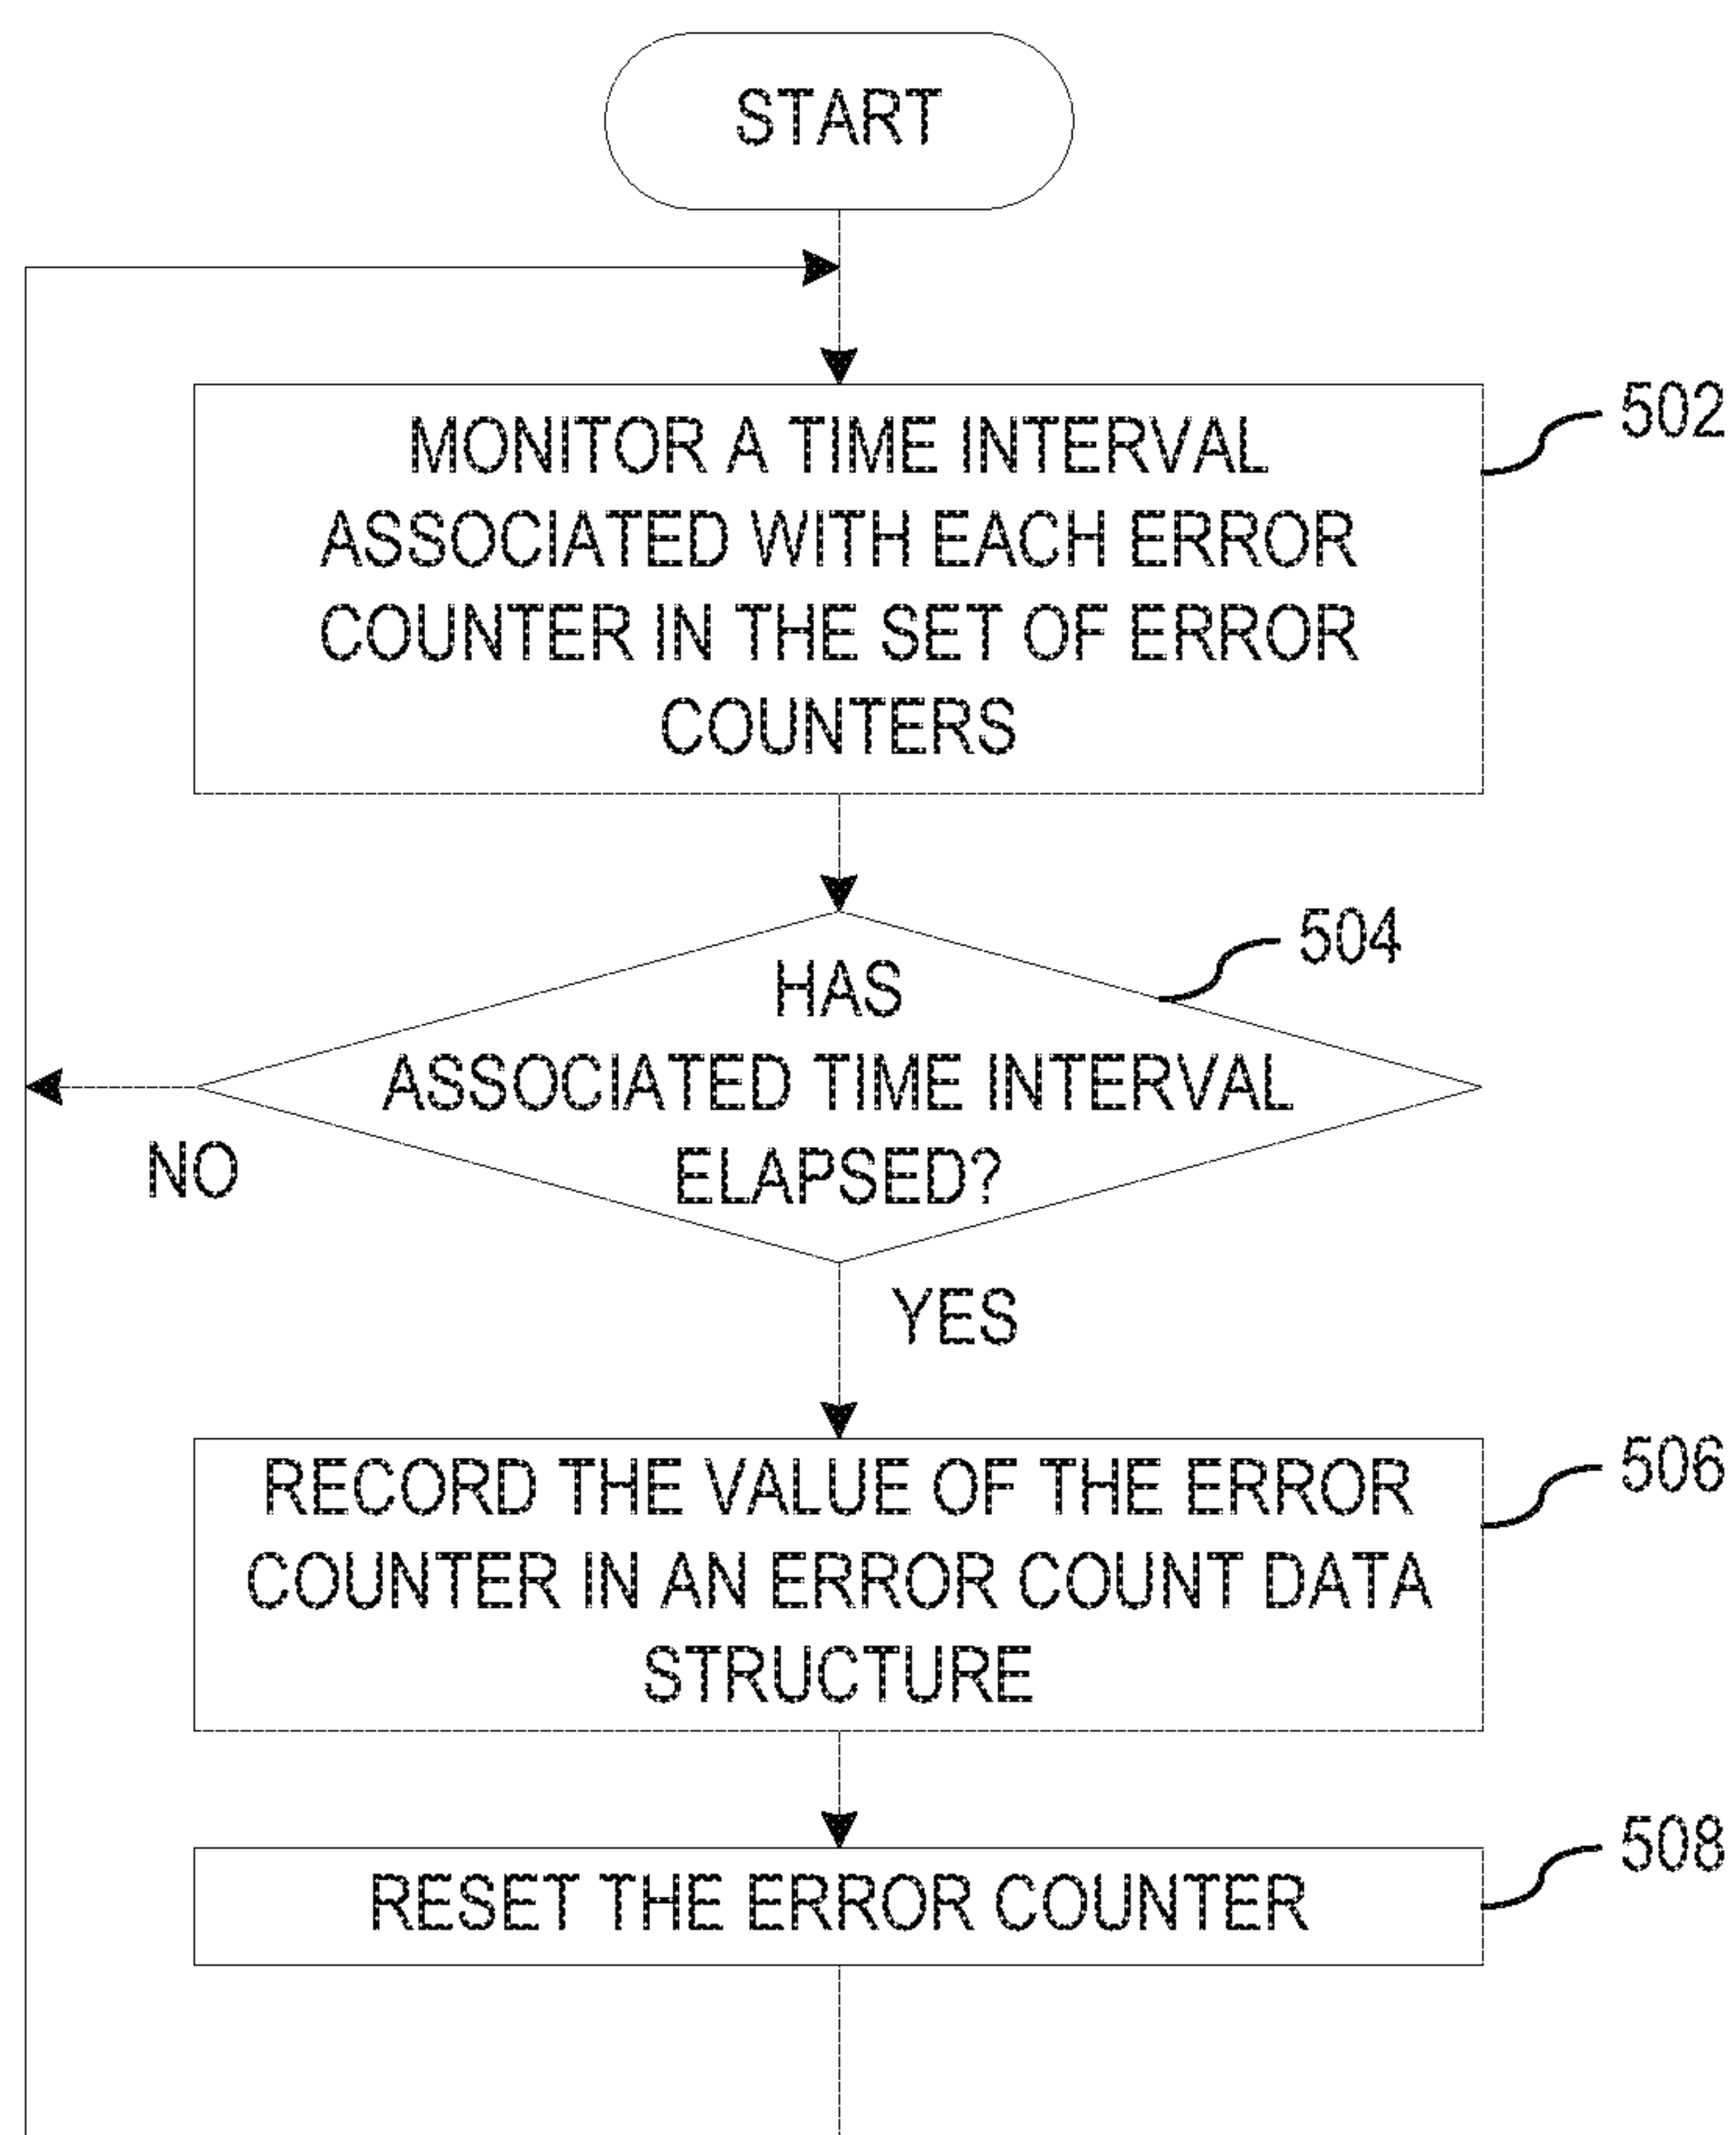 START
MONITOR A TIME INTERVAL
ASSOCIATED WITH EACH ERROR
COUNTER IN THE SET OF ERROR
COUNTERS
502
HAS
ASSOCIATED TIME INTERVAL
ELAPSED?
504
NO
YES
RECORD THE VALUE OF THE ERROR
COUNTER IN AN ERROR COUNT DATA
STRUCTURE
506
RESET THE ERROR COUNTER
508